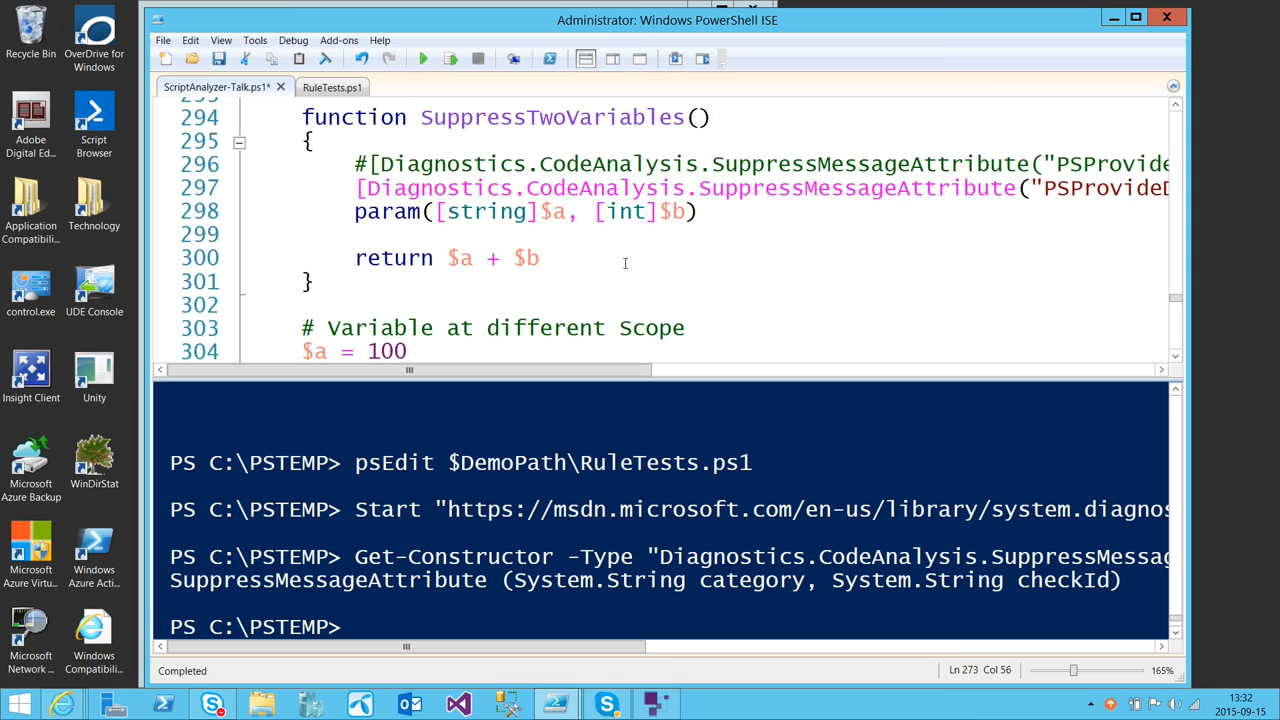 Recycle Bin
OverDrive for
Windows
Adobe
Digital Ed...
Script
Browser
Application
Compatibili...
Technology
control.exe
UDE Console
Insight Client
Unity
Microsoft
Azure Backup
WinDirStat
Microsoft
Azure Virtu...
Windows
Azure Acti...
Microsoft
Network ...
Windows
Compatibili...
Administrator: Windows PowerShell ISE
File Edit View Tools Debug Add-ons Help
ScriptAnalyzer-Talk.ps1* RuleTests.ps1
293
294 function SuppressTwoVariables()
295 {
296 #[Diagnostics.CodeAnalysis.SuppressMessageAttribute("PSProvide
297 [Diagnostics.CodeAnalysis.SuppressMessageAttribute("PSProvideD
298 param([string]$a, [int]$b)
299
300 return $a + $b
301 }
302
303 # Variable at different Scope
304 $a = 100
PS C:\PSTEMP> psEdit $DemoPath\RuleTests.ps1
PS C:\PSTEMP> Start "https://msdn.microsoft.com/en-us/library/system.diagnos
PS C:\PSTEMP> Get-Constructor -Type "Diagnostics.CodeAnalysis.SuppressMessag
SuppressMessageAttribute (System.String category, System.String checkId)
PS C:\PSTEMP>
Completed
Ln 273 Col 56
165%
13:32
2015-09-15